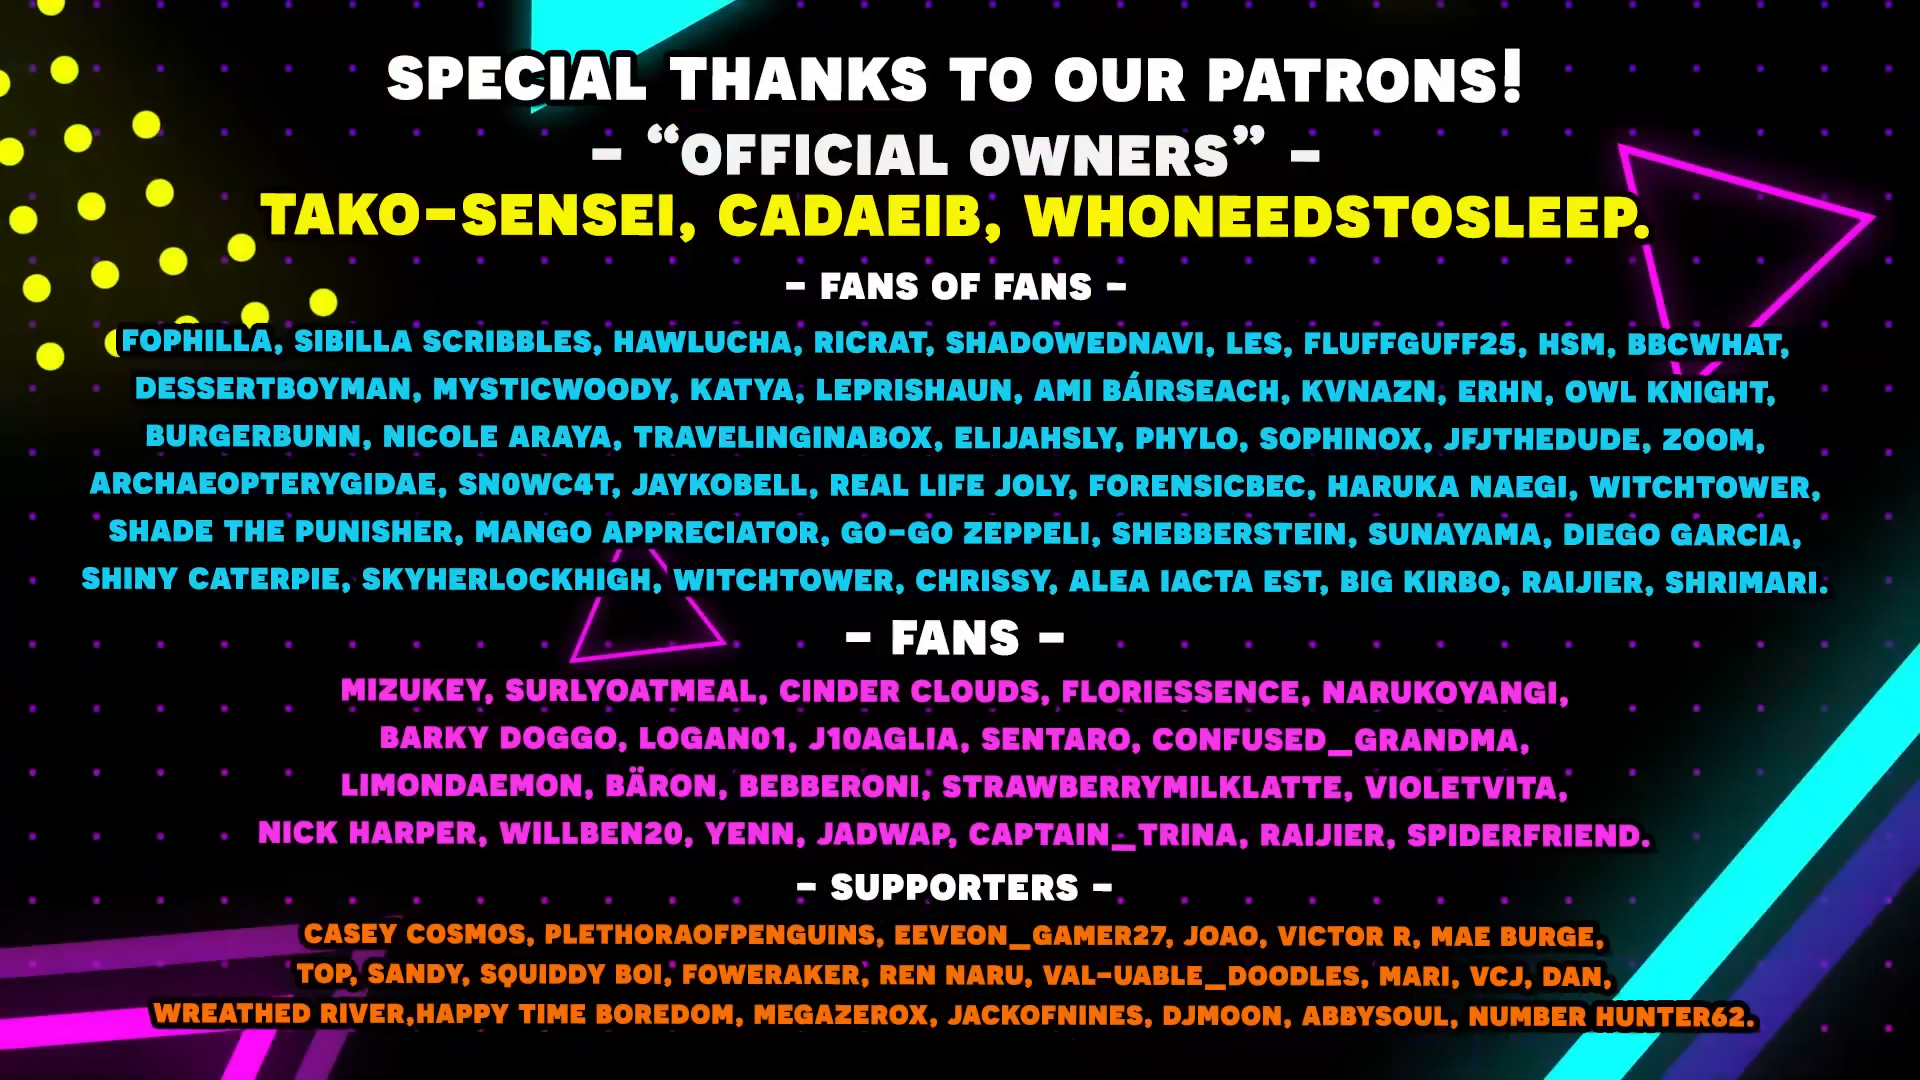 SPECIAL THANKS TO OUR PATRONS!
- “OFFICIAL OWNERS” -
TAKO-SENSEI, CADAEIB, WHONEEDSTOSLEEP.
- FANS OF FANS -
FOPHILLA, SIBILLA SCRIBBLES, HAWLUCHA, RICRAT, SHADOWEDNAVI, LES, FLUFFGUFF25, HSM, BBCWHAT,
DESSERTBOYMAN, MYSTICWOODY, KATYA, LEPRISHAUN, AMI BÁIRSEACH, KVNAZN, ERHN, OWL KNIGHT,
BURGERBUNN, NICOLE ARAYA, TRAVELINGINABOX, ELIJAHSLY, PHYLO, SOPHINOX, JFJTHEDUDE, ZOOM,
ARCHAEOPTERYGIDAE, SN0WC4T, JAYKOBELL, REAL LIFE JOLY, FORENSICBEC, HARUKA NAEGI, WITCHTOWER,
SHADE THE PUNISHER, MANGO APPRECIATOR, GO-GO ZEPPELI, SHEBBERSTEIN, SUNAYAMA, DIEGO GARCIA,
SHINY CATERPIE, SKYHERLOCKHIGH, WITCHTOWER, CHRISSY, ALEA IACTA EST, BIG KIRBO, RAIJIER, SHRIMARI.
- FANS -
MIZUKEY, SURLYOATMEAL, CINDER CLOUDS, FLORIESSENCE, NARUKOYANGI,
BARKY DOGGO, LOGAN01, J10AGLIA, SENTARO, CONFUSED_GRANDMA,
LIMONDAEMON, BÄRON, BEBBERONI, STRAWBERRYMILKLATTE, VIOLETVITA,
NICK HARPER, WILLBEN20, YENN, JADWAP, CAPTAIN_TRINA, RAIJIER, SPIDERFRIEND.
- SUPPORTERS -
CASEY COSMOS, PLETHORAOFPENGUINS, EEVEON_GAMER27, JOAO, VICTOR R, MAE BURGE,
TOP, SANDY, SQUIDDY BOI, FOWERAKER, REN NARU, VAL-UABLE_DOODLES, MARI, VCJ, DAN,
WREATHED RIVER,HAPPY TIME BOREDOM, MEGAZEROX, JACKOFNINES, DJMOON, ABBYSOUL, NUMBER HUNTER62.